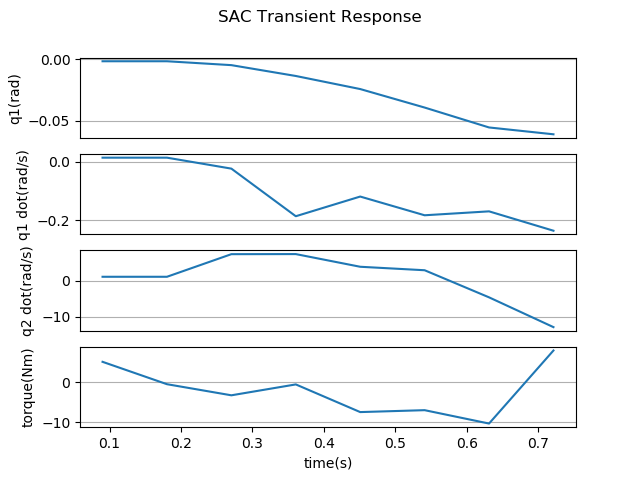 SAC Transient Response
q1(rad)
0.00
−0.05
q1 dot(rad/s)
0.0
−0.2
q2 dot(rad/s)
0
−10
torque(Nm)
0
−10
0.1 0.2 0.3 0.4 0.5 0.6 0.7
time(s)